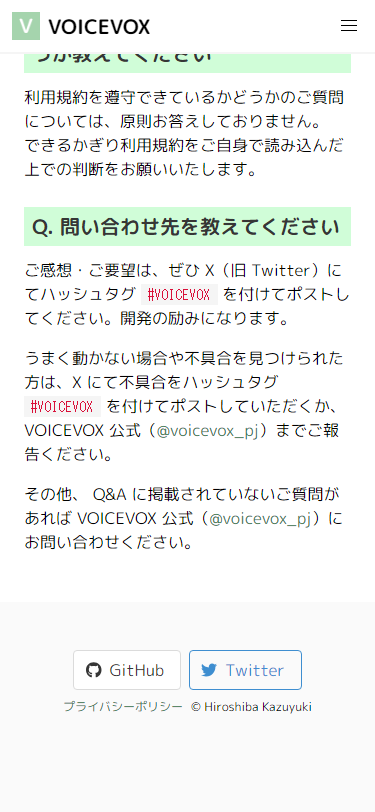 VOICEVOX
うか教えてください
利用規約を遵守できているかどうかのご質問
については、原則お答えしておりません。
できるかぎり利用規約をご自身で読み込んだ
上での判断をお願いいたします。
Q. 問い合わせ先を教えてください
ご感想・ご要望は、ぜひ X（旧 Twitter）に
てハッシュタグ #VOICEVOX を付けてポストし
てください。開発の励みになります。
うまく動かない場合や不具合を見つけられた
方は、X にて不具合をハッシュタグ
#VOICEVOX を付けてポストしていただくか、
VOICEVOX 公式（@voicevox_pj）までご報
告ください。
その他、 Q&A に掲載されていないご質問が
あれば VOICEVOX 公式（@voicevox_pj）に
お問い合わせください。
GitHub
Twitter
プライバシーポリシー © Hiroshiba Kazuyuki